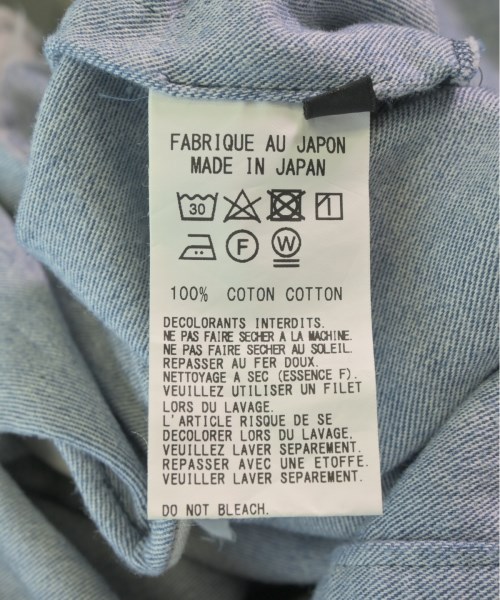 FABRIQUE AU JAPON
MADE IN JAPAN
30
F W
100% COTON COTTON
DECOLORANTS INTERDITS.
NE PAS FAIRE SECHER A LA MACHINE.
NE PAS FAIRE SECHER AU SOLEIL.
REPASSER AU FER DOUX.
NETTOYAGE A SEC (ESSENCE F).
VEUILLEZ UTILISER UN FILET
LORS DU LAVAGE.
L'ARTICLE RISQUE DE SE
DECOLORER LORS DU LAVAGE,
VEUILLEZ LAVER SEPAREMENT.
REPASSER AVEC UNE ETOFFE.
VEUILLER LAVER SEPAREMENT.
DO NOT BLEACH.